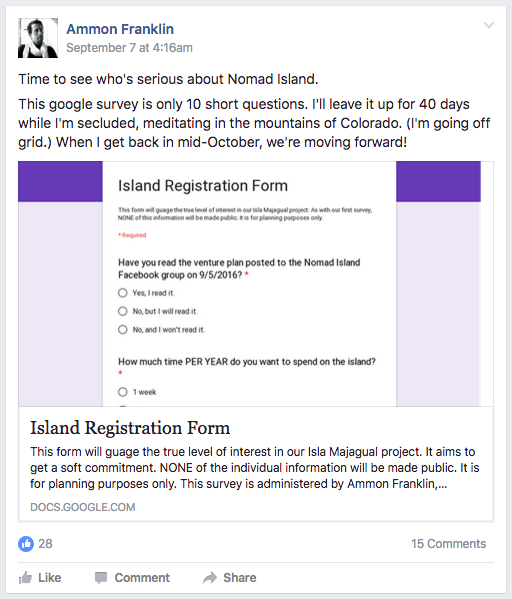 Ammon Franklin
September 7 at 4:16am
Time to see who's serious about Nomad Island.
This google survey is only 10 short questions. I'll leave it up for 40 days
while I'm secluded, meditating in the mountains of Colorado. (I'm going off
grid.) When I get back in mid-October, we're moving forward!
Island Registration Form
This form will guage the true level of interest in our Isla Majagual project. As with our first survey,
NONE of this information will be made public. It is for planning purposes only.
*Required
Have you read the venture plan posted to the Nomad Island
Facebook group on 9/5/2016? *
Yes, I read it.
No, but I will read it.
No, and I won't read it.
How much time PER YEAR do you want to spend on the island?
*
1 week
Island Registration Form
This form will guage the true level of interest in our Isla Majagual project. It aims to
get a soft commitment. NONE of the individual information will be made public. It is
for planning purposes only. This survey is administered by Ammon Franklin,...
DOCS.GOOGLE.COM
28
15 Comments
Like Comment Share